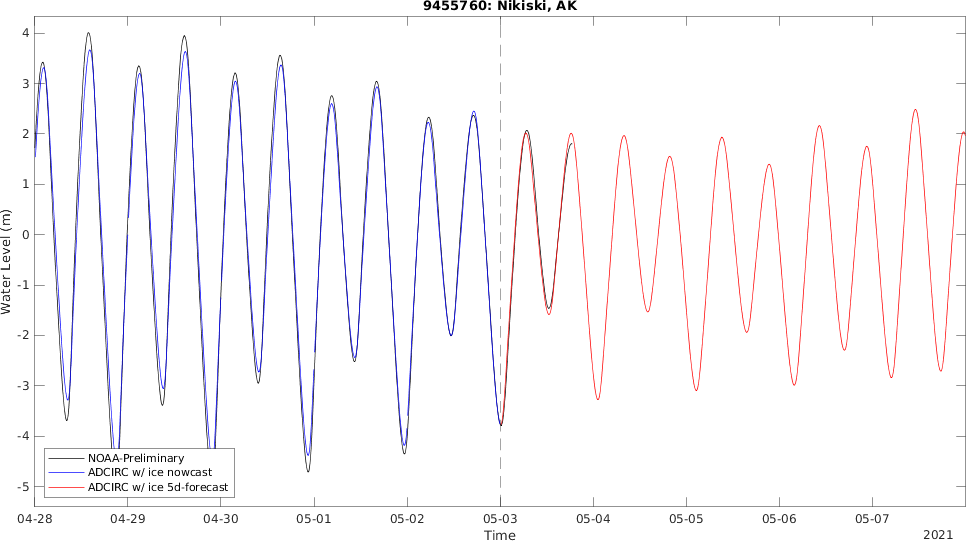 9455760: Nikiski, AK
4
3
2
1
0
-1
-2
-3
-4
-5
Water Level (m)
NOAA-Preliminary
ADCIRC w/ ice nowcast
ADCIRC w/ ice 5d-forecast
04-28 04-29 04-30 05-01 05-02 05-03 05-04 05-05 05-06 05-07
Time
2021